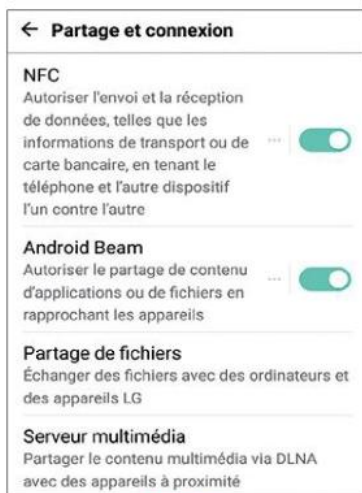 ← Partage et connexion
NFC
Autoriser l'envoi et la réception
de données, telles que les
informations de transport ou de
carte bancaire, en tenant le
téléphone et l'autre dispositif
l'un contre l'autre
Android Beam
Autoriser le partage de contenu
d'applications ou de fichiers en
rapprochant les appareils
Partage de fichiers
Échanger des fichiers avec des ordinateurs et
des appareils LG
Serveur multimédia
Partager le contenu multimédia via DLNA
avec des appareils à proximité